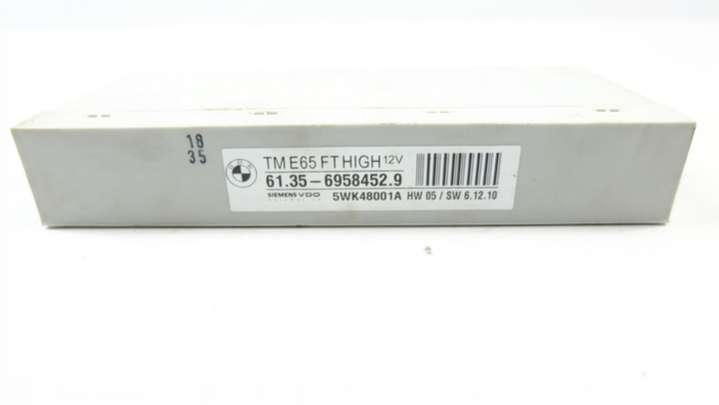 18
35
BMW
TM E65 FT HIGH 12V
61.35-6958452.9
SIEMENS VDO
5WK48001A HW 05 / SW 6.12.10